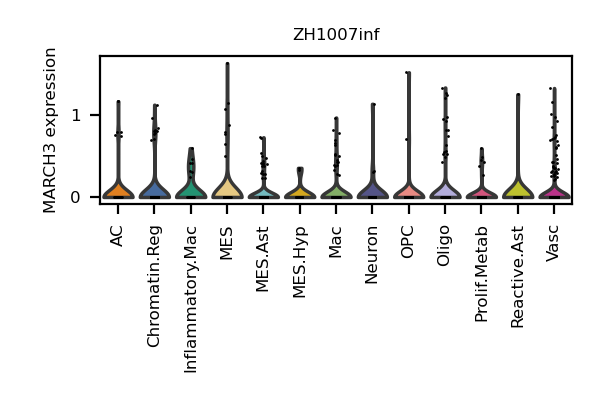 ZH1007inf
MARCH3 expression
1
0
AC
Chromatin.Reg
Inflammatory.Mac
MES
MES.Ast
MES.Hyp
Mac
Neuron
OPC
Oligo
Prolif.Metab
Reactive.Ast
Vasc